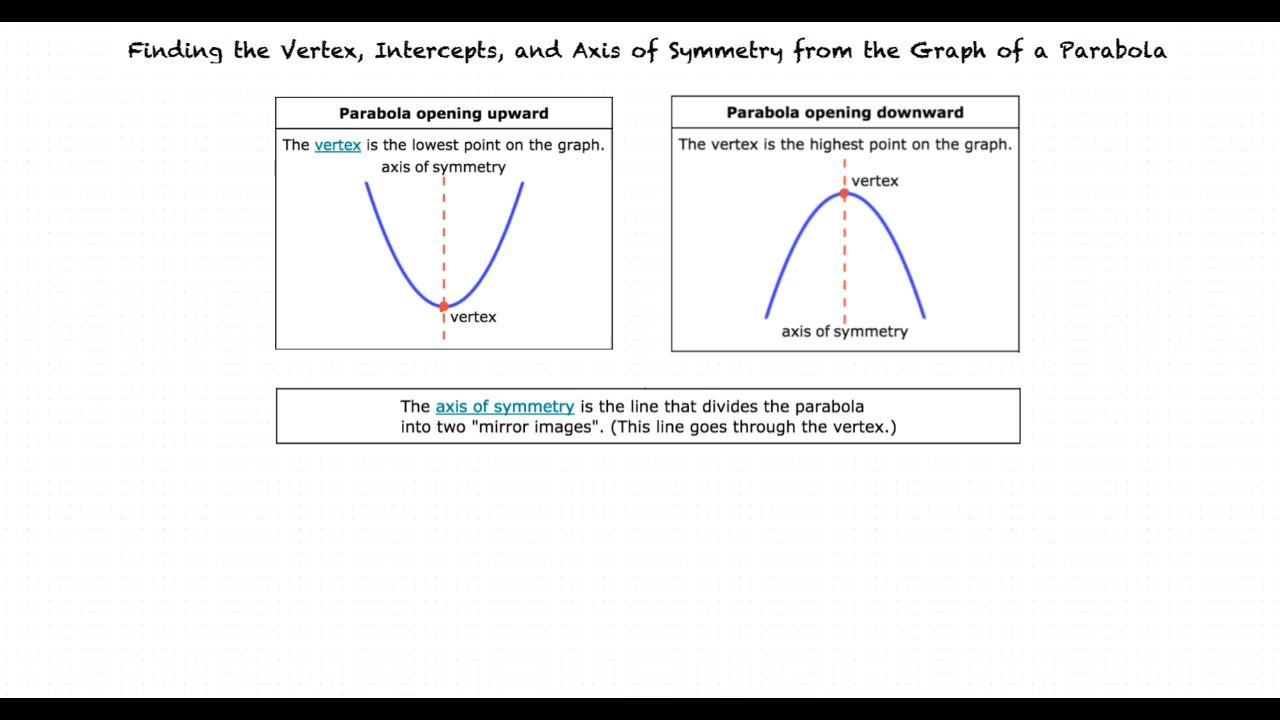 Finding the Vertex, Intercepts, and Axis of Symmetry from the Graph of a Parabola
Parabola opening upward
The vertex is the lowest point on the graph.
axis of symmetry
vertex
Parabola opening downward
The vertex is the highest point on the graph.
vertex
axis of symmetry
The axis of symmetry is the line that divides the parabola
into two "mirror images". (This line goes through the vertex.)